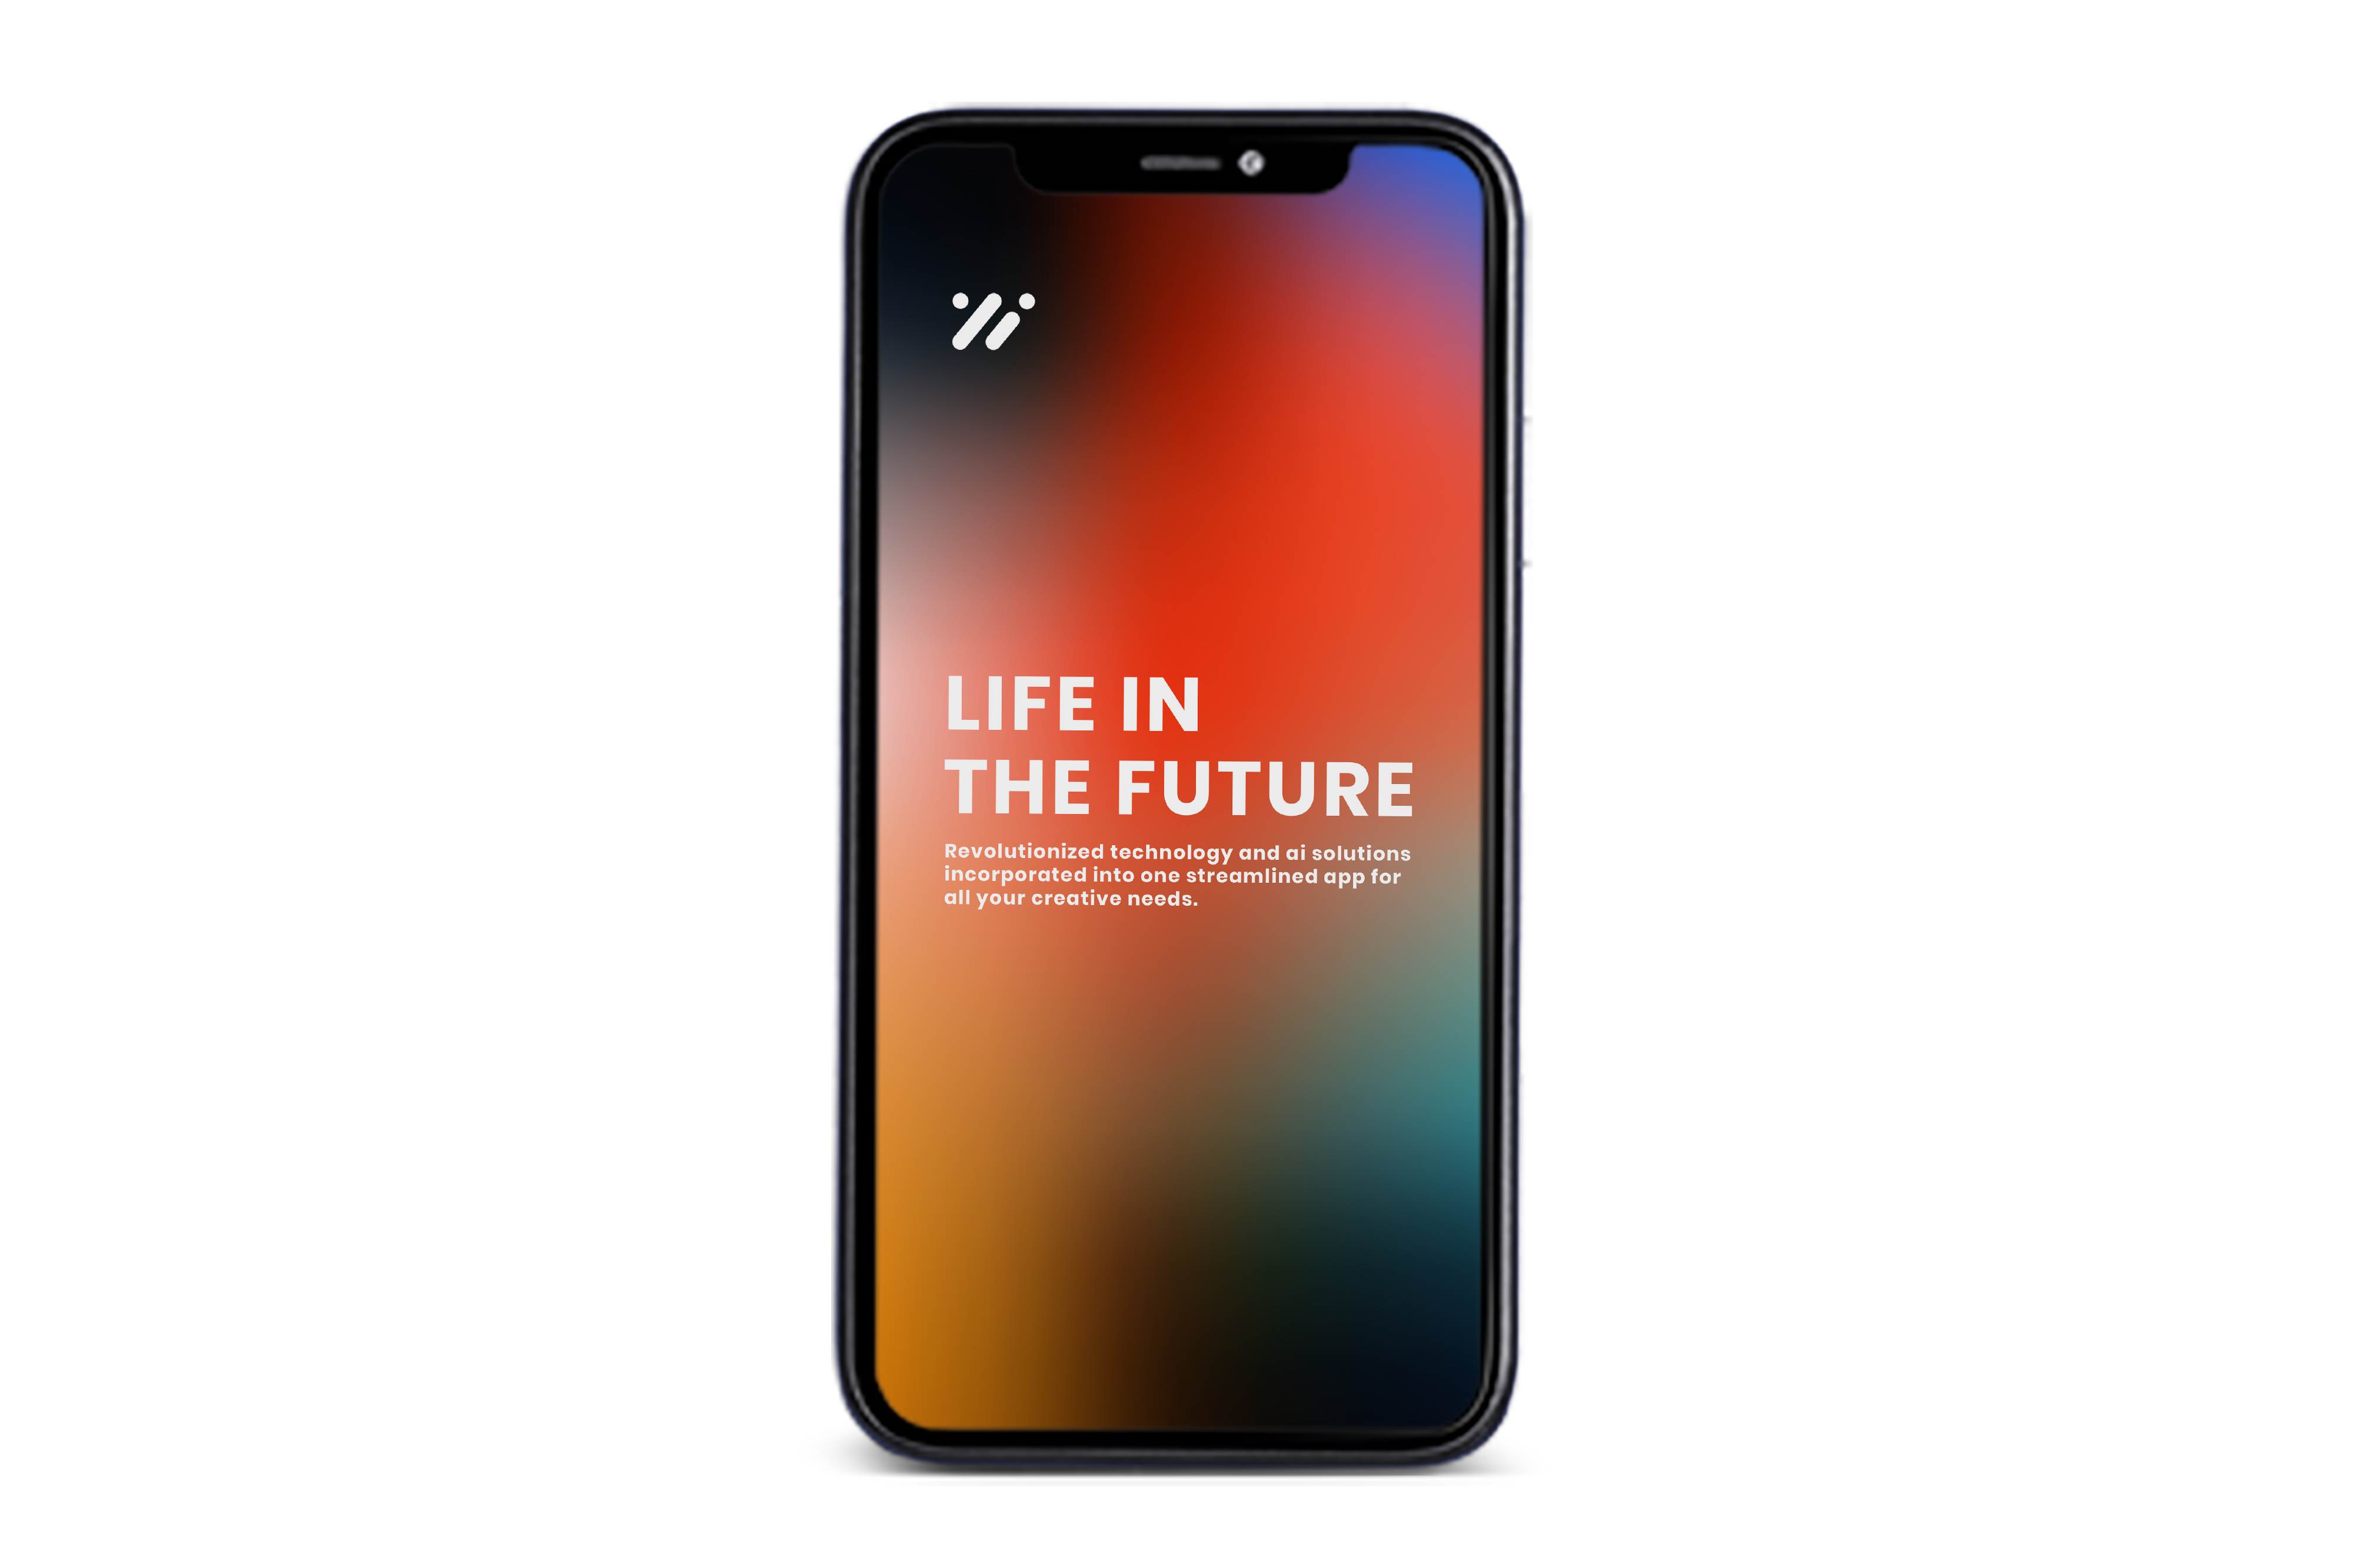 LIFE IN
THE FUTURE
Revolutionized technology and ai solutions
incorporated into one streamlined app for
all your creative needs.